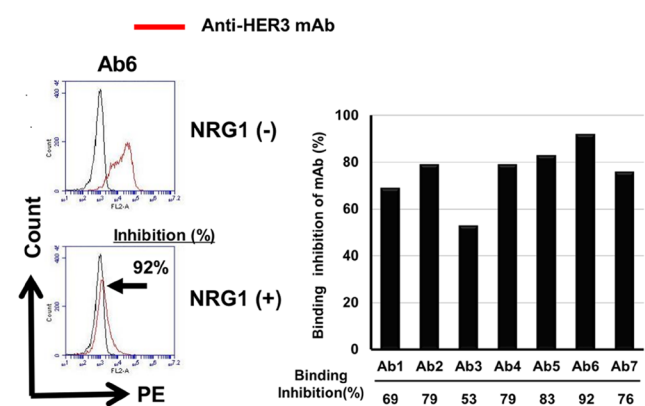 Anti-HER3 mAb
Ab6
NRG1 (-)
Count
FL2-A
Inhibition (%)
92%
NRG1 (+)
Count
FL2-A
Count
PE
Binding inhibition of mAb (%)
100
80
60
40
20
0
Ab1 Ab2 Ab3 Ab4 Ab5 Ab6 Ab7
Binding
Inhibition(%)
69 79 53 79 83 92 76